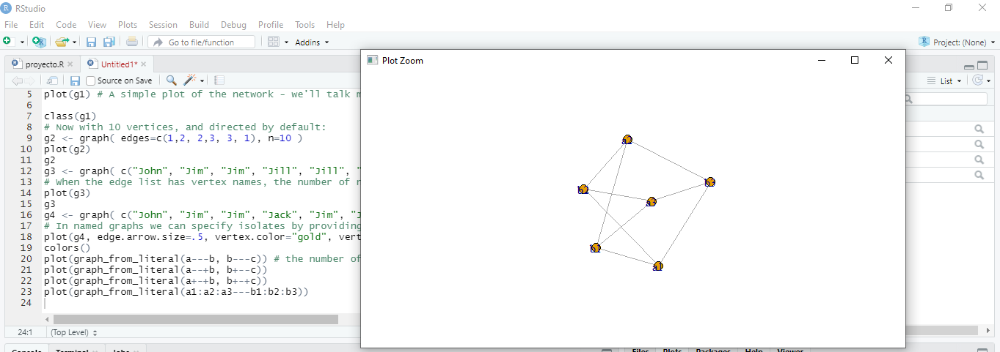 RStudio
File Edit Code View Plots Session Build Debug Profile Tools Help
Go to file/function Addins Project: (None)
proyecto.R Untitled1*
Source on Save List
Plot Zoom
5 plot(g1) # A simple plot of the network - we'll talk m
6
7 class(g1)
8 # Now with 10 vertices, and directed by default:
9 g2 <- graph( edges=c(1,2, 2,3, 3, 1), n=10 )
10 plot(g2)
11 g2
12 g3 <- graph( c("John", "Jim", "Jim", "Jill", "Jill", "
13 # When the edge list has vertex names, the number of n
14 plot(g3)
15 g3
16 g4 <- graph( c("John", "Jim", "Jim", "Jack", "Jim", "J
17 # In named graphs we can specify isolates by providing
18 plot(g4, edge.arrow.size=.5, vertex.color="gold", vert
19 colors()
20 plot(graph_from_literal(a---b, b---c)) # the number of
21 plot(graph_from_literal(a--+b, b+--c))
22 plot(graph_from_literal(a+-+b, b+-+c))
23 plot(graph_from_literal(a1:a2:a3---b1:b2:b3))
24
24:1 (Top Level)
a2
a3
a1
Console Terminal Jobs
Files Plots Packages Help Viewer